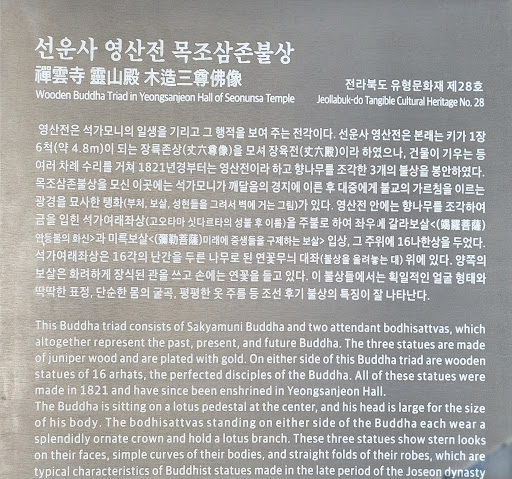 선운사 영산전 목조삼존불상
禪雲寺 靈山殿 木造三尊佛像
Wooden Buddha Triad in Yeongsanjeon Hall of Seonunsa Temple
전라북도 유형문화재 제28호
Jeollabuk-do Tangible Cultural Heritage No. 28
영산전은 석가모니의 일생을 기리고 그 행적을 보여 주는 전각이다. 선운사 영산전은 본래는 키가 1장
6척(약 4.8m)이 되는 장륙존상(丈六尊像)을 모셔 장육전(丈六殿)이라 하였으나, 건물이 기우는 등
여러 차례 수리를 거쳐 1821년경부터는 영산전이라 하고 향나무를 조각한 3개의 불상을 봉안하였다.
목조삼존불상을 모신 이곳에는 석가모니가 깨달음의 경지에 이른 후 대중에게 불교의 가르침을 이르는
광경을 묘사한 탱화(부처, 보살, 성현들을 그려서 벽에 거는 그림)가 있다. 영산전 안에는 향나무를 조각하여
금을 입힌 석가여래좌상(고오타마 싯다르타의 성불 후 이름)을 주불로 하여 좌우에 갈라보살<(竭羅菩薩)
안등불의 화신>과 미륵보살<(彌勒菩薩)미래에 중생들을 구제하는 보살> 입상, 그 주위에 16나한상을 두었다.
석가여래좌상은 16각의 난간을 두른 나무로 된 연꽃무늬 대좌(불상을 올려놓는 대) 위에 있다. 양쪽의
보살은 화려하게 장식된 관을 쓰고 손에는 연꽃을 들고 있다. 이 불상들에서는 획일적인 얼굴 형태와
딱딱한 표정, 단순한 몸의 굴곡, 평평한 옷 주름 등 조선 후기 불상의 특징이 잘 나타난다.
This Buddha triad consists of Sakyamuni Buddha and two attendant bodhisattvas, which
altogether represent the past, present, and future Buddha. The three statues are made
of juniper wood and are plated with gold. On either side of this Buddha triad are wooden
statues of 16 arhats, the perfected disciples of the Buddha. All of these statues were
made in 1821 and have since been enshrined in Yeongsanjeon Hall.
The Buddha is sitting on a lotus pedestal at the center, and his head is large for the size
of his body. The bodhisattvas standing on either side of the Buddha each wear a
splendidly ornate crown and hold a lotus branch. These three statues show stern looks
on their faces, simple curves of their bodies, and straight folds of their robes, which are
typical characteristics of Buddhist statues made in the late period of the Joseon dynasty